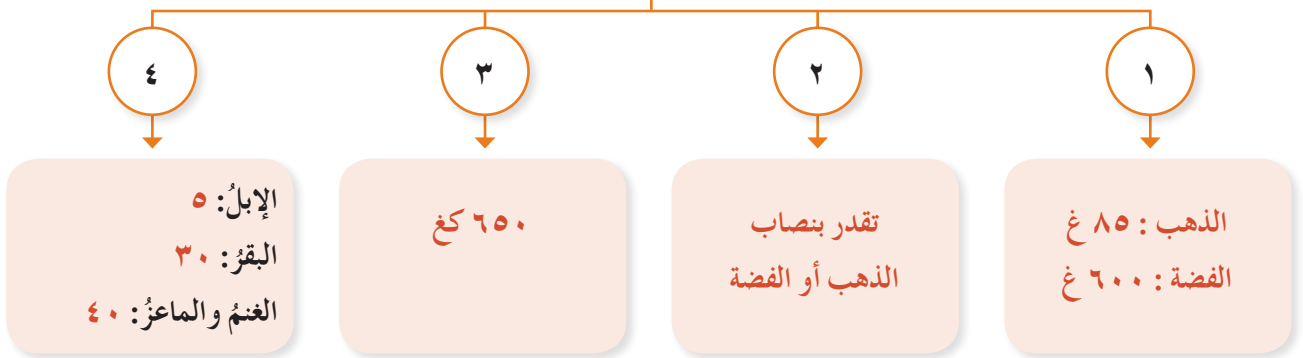 ١
٢
٣
٤
الذهب : ٨٥ غ
الفضة : ٦٠٠ غ
تقدر بنصاب
الذهب أو الفضة
٦٥٠ كغ
الإبلُ: ٥
البقرُ: ٣٠
الغنمُ والماعزُ: ٤٠